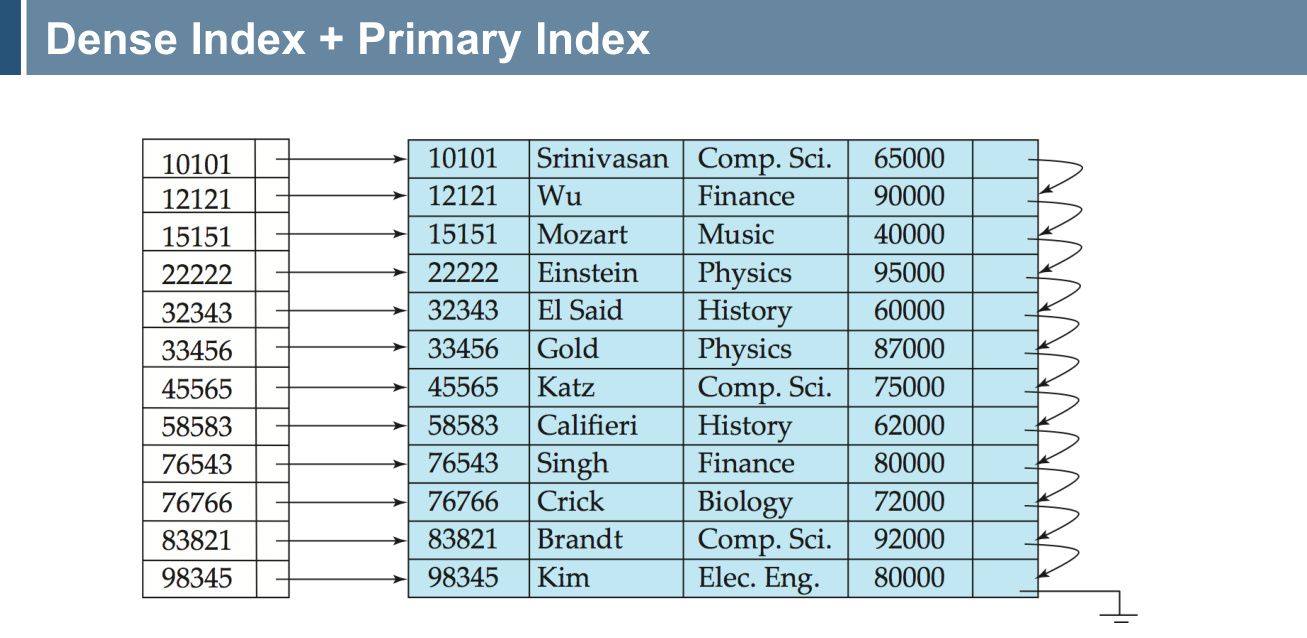 Dense Index + Primary Index
10101 10101 Srinivasan Comp. Sci. 65000
12121 12121 Wu Finance 90000
15151 15151 Mozart Music 40000
22222 22222 Einstein Physics 95000
32343 32343 El Said History 60000
33456 33456 Gold Physics 87000
45565 45565 Katz Comp. Sci. 75000
58583 58583 Califieri History 62000
76543 76543 Singh Finance 80000
76766 76766 Crick Biology 72000
83821 83821 Brandt Comp. Sci. 92000
98345 98345 Kim Elec. Eng. 80000